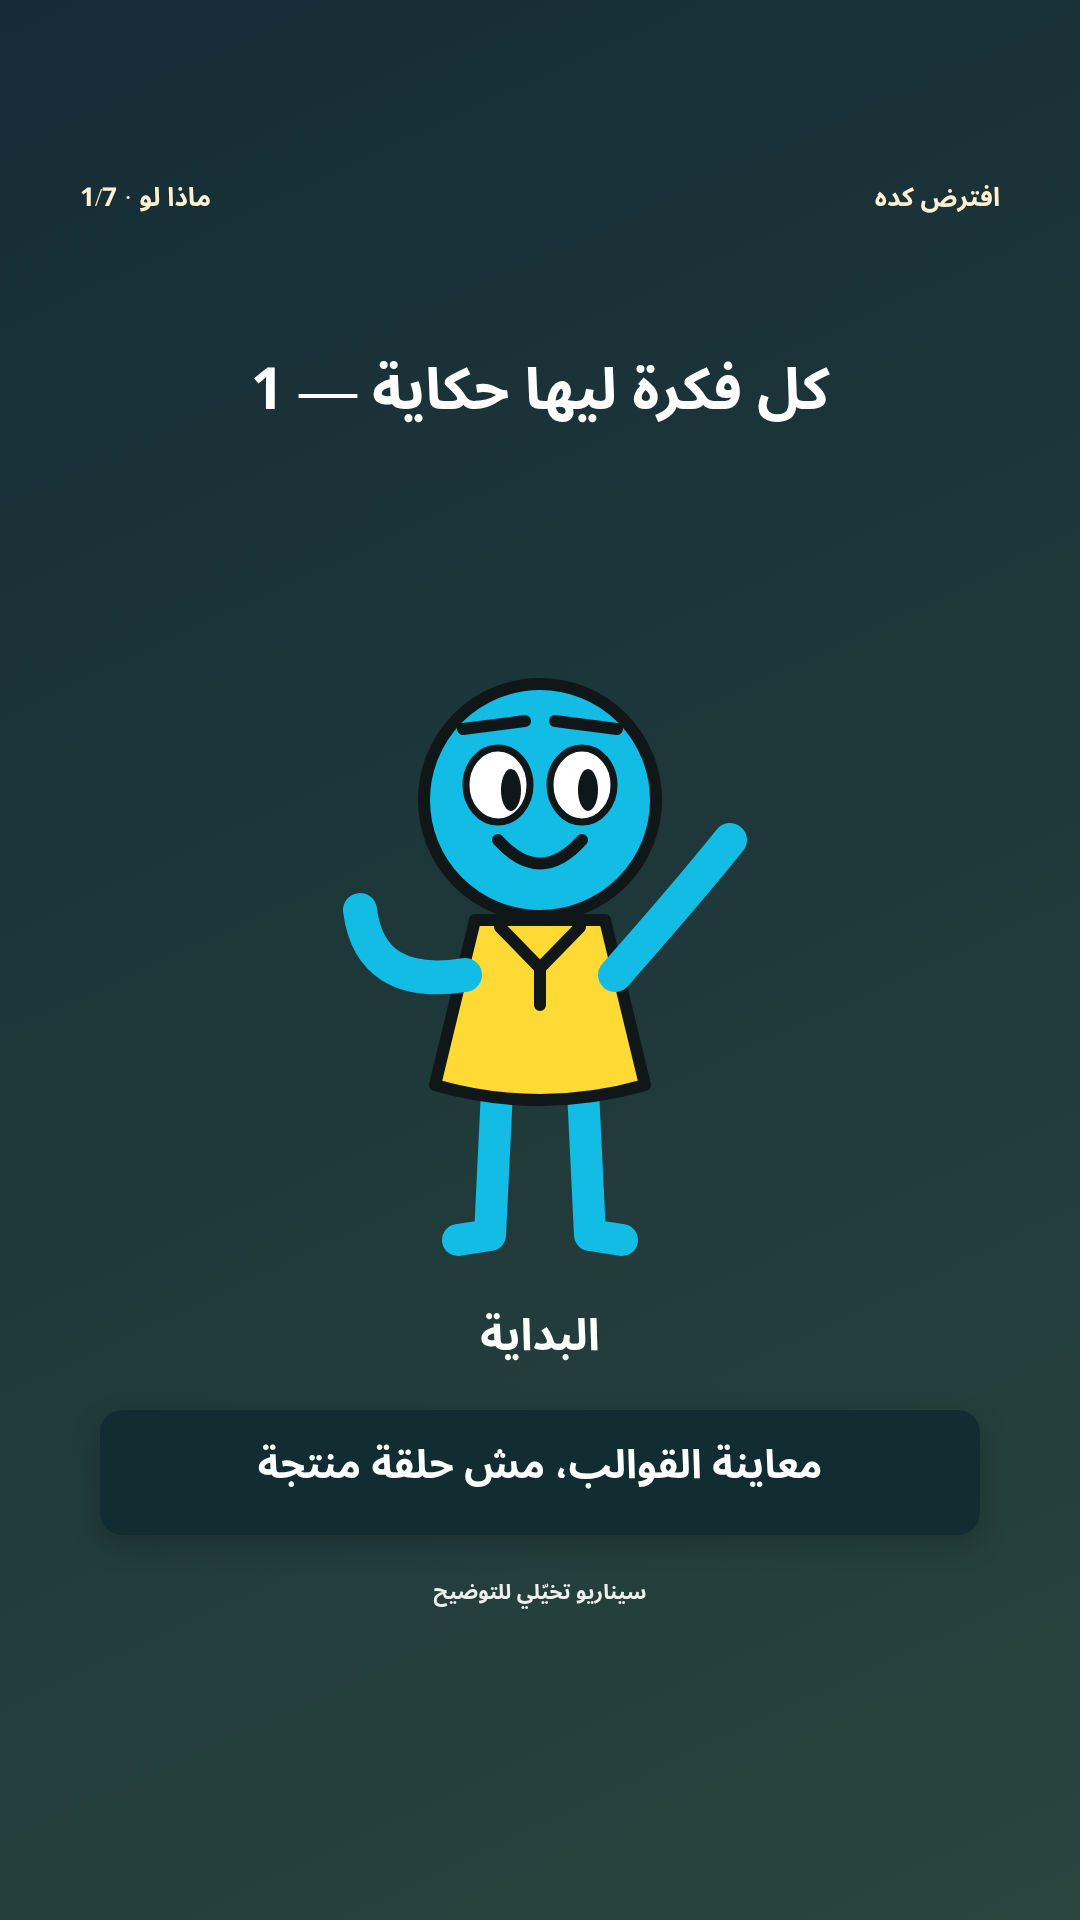 افترض كده
ماذا لو · 1/7
كل فكرة ليها حكاية — 1
البداية
معاينة القوالب، مش حلقة منتجة
سيناريو تخيّلي للتوضيح